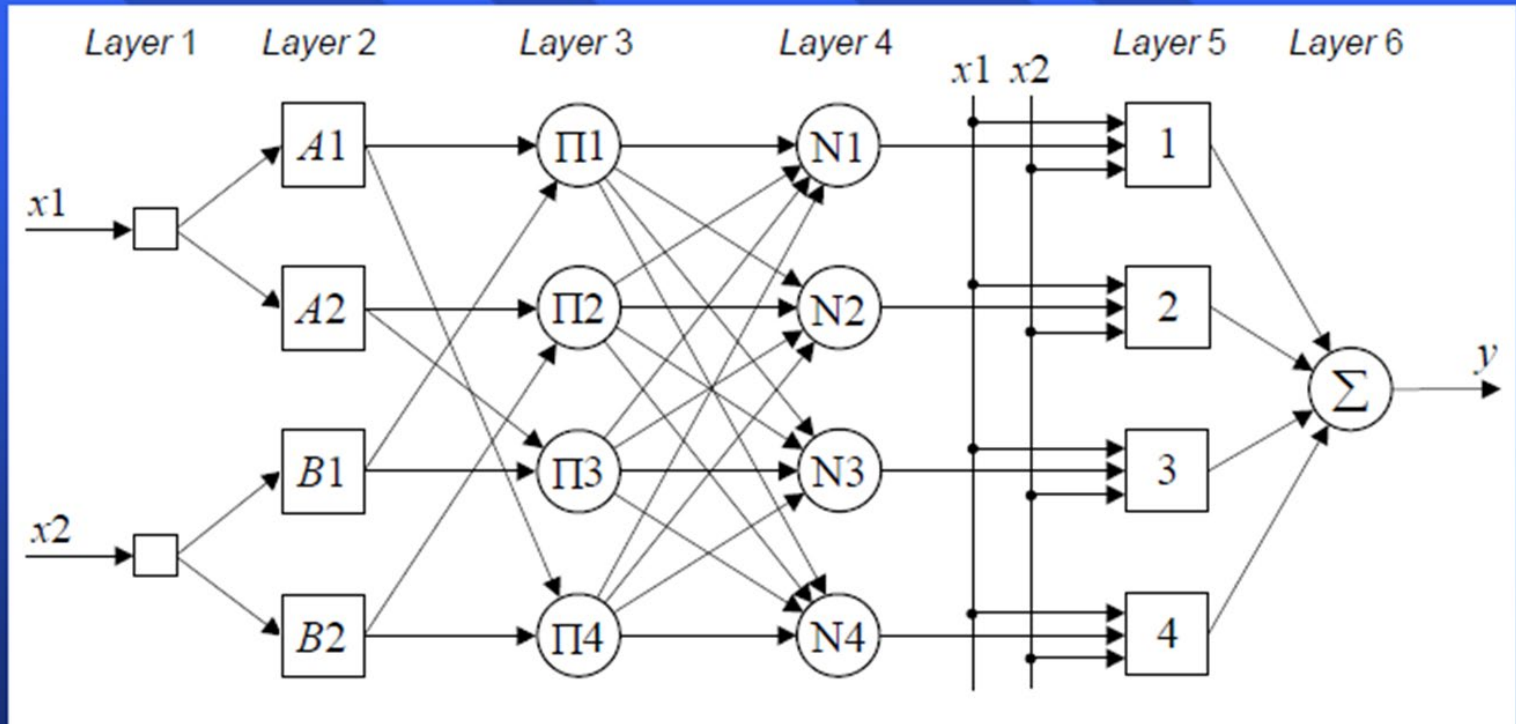 Layer 1 Layer 2 Layer 3 Layer 4 Layer 5 Layer 6
x1 x2
A1 Π1 N1 1
x1
A2 Π2 N2 2
y
Σ
B1 Π3 N3 3
x2
B2 Π4 N4 4